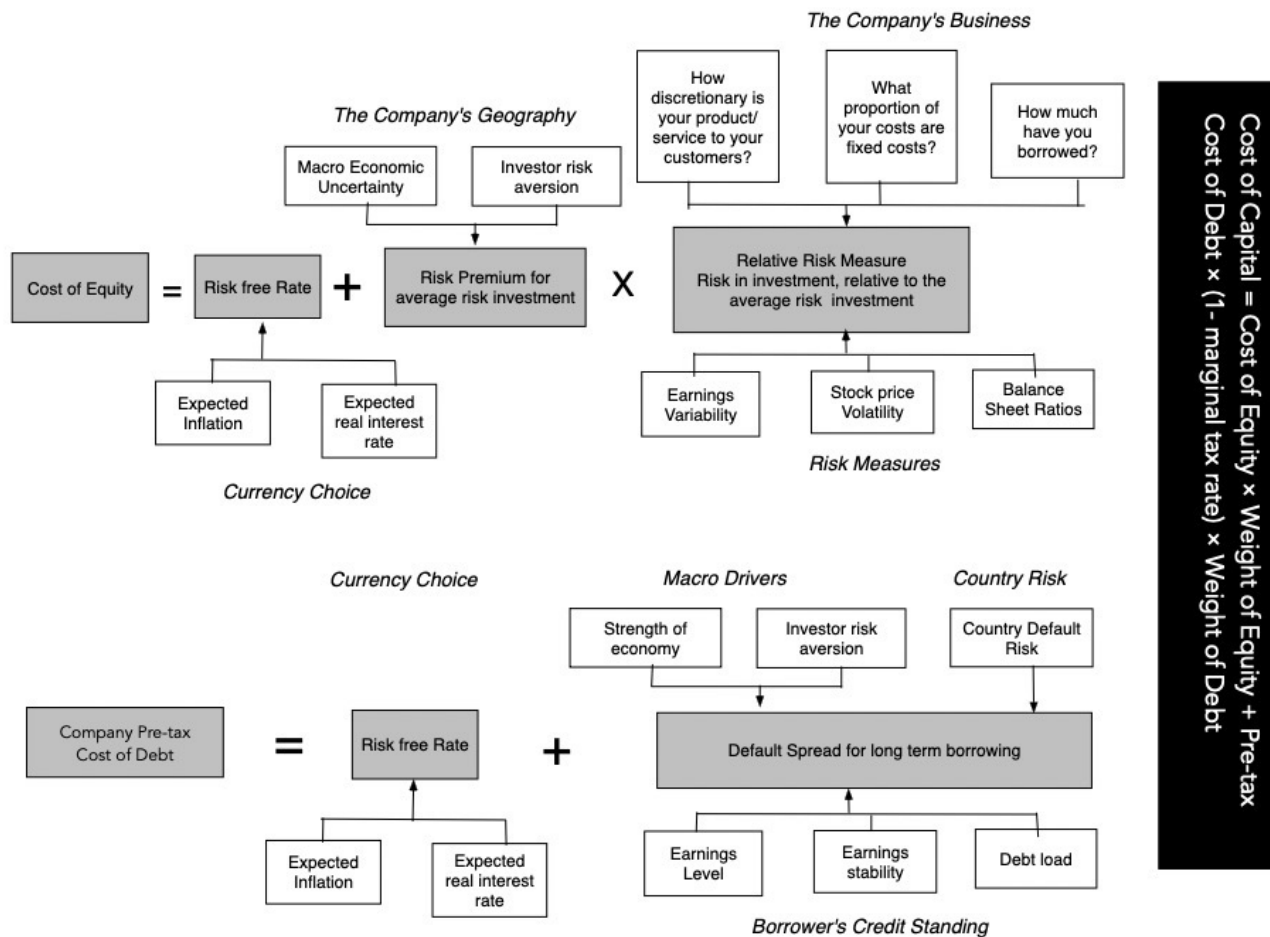 The Company's Business
How
discretionary is
your product/
service to your
customers?
What
proportion of
your costs are
fixed costs?
How much
have you
borrowed?
The Company's Geography
Macro Economic
Uncertainty
Investor risk
aversion
Cost of Equity
=
Risk free Rate
+
Risk Premium for
average risk investment
X
Relative Risk Measure
Risk in investment, relative to the
average risk investment
Expected
Inflation
Expected
real interest
rate
Currency Choice
Earnings
Variability
Stock price
Volatility
Balance
Sheet Ratios
Risk Measures
Currency Choice
Macro Drivers
Country Risk
Strength of
economy
Investor risk
aversion
Country Default
Risk
Company Pre-tax
Cost of Debt
=
Risk free Rate
+
Default Spread for long term borrowing
Expected
Inflation
Expected
real interest
rate
Earnings
Level
Earnings
stability
Debt load
Borrower's Credit Standing
Cost of Capital = Cost of Equity × Weight of Equity + Pre-tax
Cost of Debt × (1- marginal tax rate) × Weight of Debt